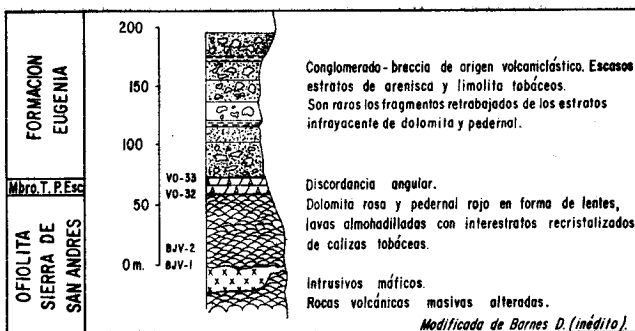 FORMACION
EUGENIA
Mbro. T. P. Esc
OFIOLITA
SIERRA DE
SAN ANDRES
200
150
100
50
0 m.
VO-33
VO-32
BJV-2
BJV-1
Conglomerado-breccia de origen volcaniclástico. Escasos
estratos de arenisca y limolita tobáceos.
Son raros los fragmentos retrabajados de los estratos
infrayacente de dolomita y pedernal.
Discordancia angular.
Dolomita rosa y pedernal rojo en forma de lentes,
lavas almohadilladas con interestratos recristalizados
de calizas tobáceas.
Intrusivos máficos.
Rocas volcánicas masivas alteradas.
Modificada de Barnes D. (inédito).